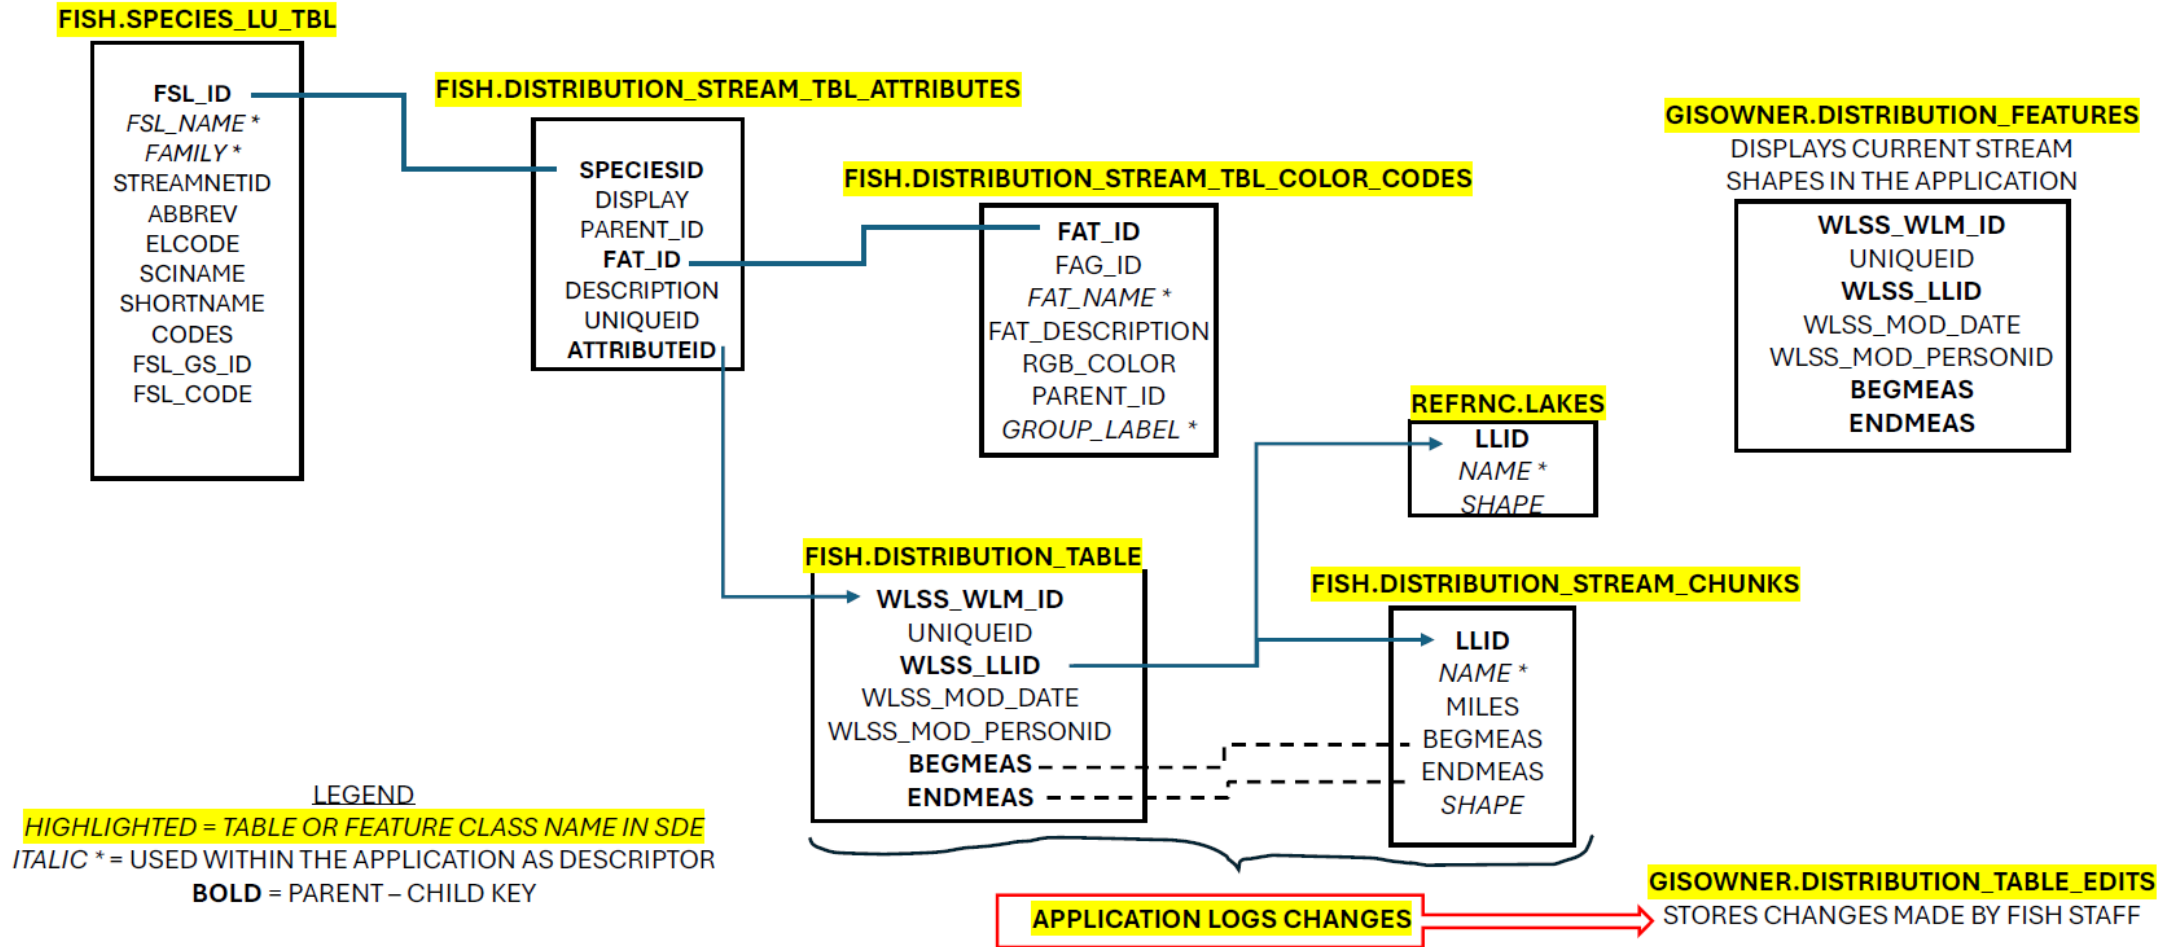 FISH.SPECIES_LU_TBL
FSL_ID
FSL_NAME *
FAMILY *
STREAMNETID
ABBREV
ELCODE
SCINAME
SHORTNAME
CODES
FSL_GS_ID
FSL_CODE
FISH.DISTRIBUTION_STREAM_TBL_ATTRIBUTES
SPECIESID
DISPLAY
PARENT_ID
FAT_ID
DESCRIPTION
UNIQUEID
ATTRIBUTEID
FISH.DISTRIBUTION_STREAM_TBL_COLOR_CODES
FAT_ID
FAG_ID
FAT_NAME *
FAT_DESCRIPTION
RGB_COLOR
PARENT_ID
GROUP_LABEL *
GISOWNER.DISTRIBUTION_FEATURES
DISPLAYS CURRENT STREAM
SHAPES IN THE APPLICATION
WLSS_WLM_ID
UNIQUEID
WLSS_LLID
WLSS_MOD_DATE
WLSS_MOD_PERSONID
BEGMEAS
ENDMEAS
REFRNC.LAKES
LLID
NAME *
SHAPE
FISH.DISTRIBUTION_TABLE
WLSS_WLM_ID
UNIQUEID
WLSS_LLID
WLSS_MOD_DATE
WLSS_MOD_PERSONID
BEGMEAS
ENDMEAS
FISH.DISTRIBUTION_STREAM_CHUNKS
LLID
NAME *
MILES
BEGMEAS
ENDMEAS
SHAPE
LEGEND
HIGHLIGHTED = TABLE OR FEATURE CLASS NAME IN SDE
ITALIC * = USED WITHIN THE APPLICATION AS DESCRIPTOR
BOLD = PARENT – CHILD KEY
APPLICATION LOGS CHANGES
GISOWNER.DISTRIBUTION_TABLE_EDITS
STORES CHANGES MADE BY FISH STAFF